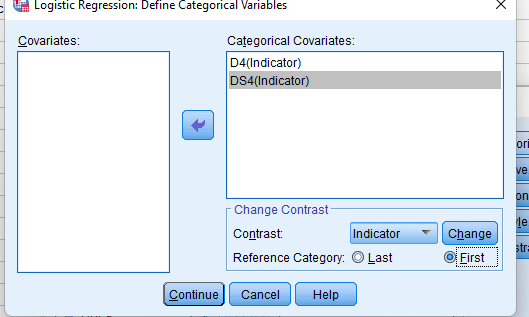 Logistic Regression: Define Categorical Variables
Covariates:
Categorical Covariates:
D4(Indicator)
DS4(Indicator)
Change Contrast
Contrast: Indicator Change
Reference Category: Last First
Continue Cancel Help